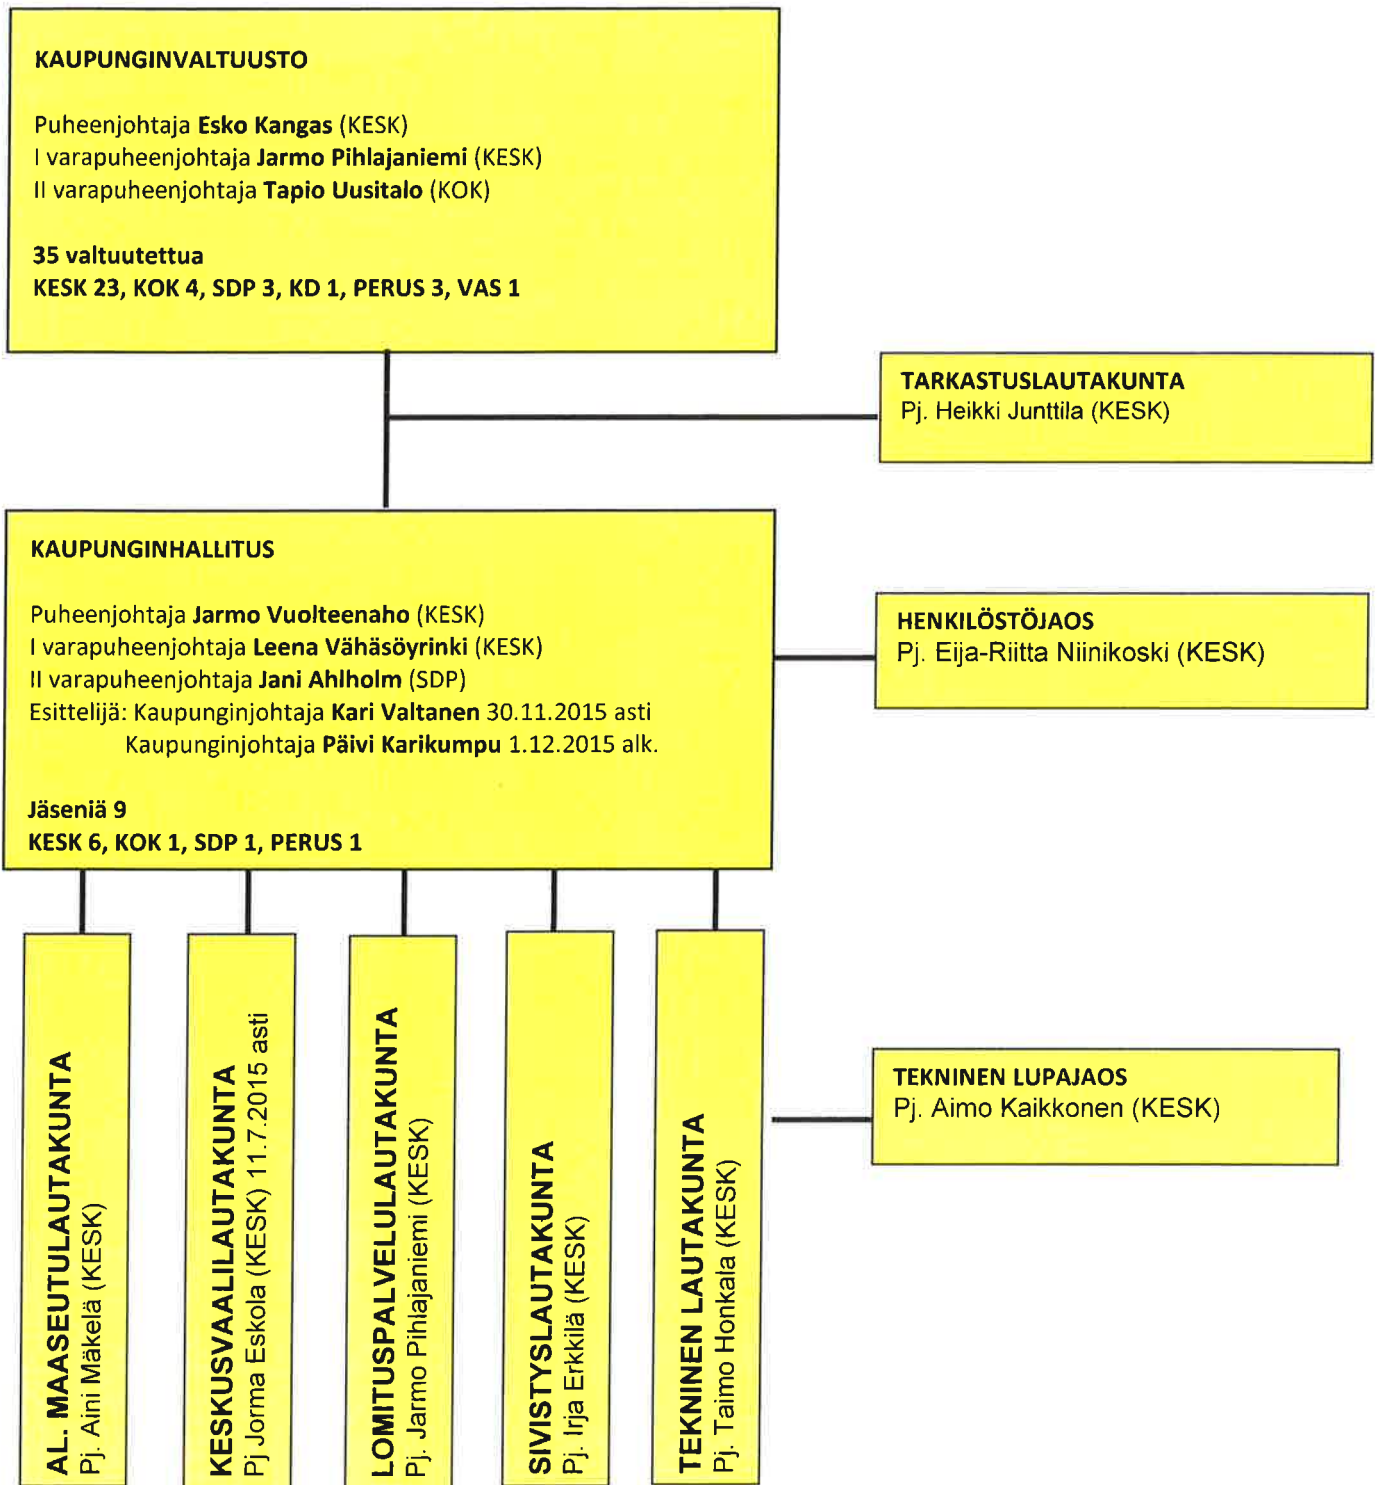 KAUPUNGINVALTUUSTO
Puheenjohtaja Esko Kangas (KESK)
I varapuheenjohtaja Jarmo Pihlajaniemi (KESK)
II varapuheenjohtaja Tapio Uusitalo (KOK)
35 valtuutettua
KESK 23, KOK 4, SDP 3, KD 1, PERUS 3, VAS 1
TARKASTUSLAUTAKUNTA
Pj. Heikki Junttila (KESK)
KAUPUNGINHALLITUS
Puheenjohtaja Jarmo Vuolteenaho (KESK)
I varapuheenjohtaja Leena Vähäsöyrinki (KESK)
II varapuheenjohtaja Jani Ahlholm (SDP)
Esittelijä: Kaupunginjohtaja Kari Valtanen 30.11.2015 asti
Kaupunginjohtaja Päivi Karikumpu 1.12.2015 alk.
Jäseniä 9
KESK 6, KOK 1, SDP 1, PERUS 1
HENKILÖSTÖJAOS
Pj. Eija-Riitta Niinikoski (KESK)
AL. MAASEUTULAUTAKUNTA
Pj. Aini Mäkelä (KESK)
KESKUSVAALILAUTAKUNTA
Pj Jorma Eskola (KESK) 11.7.2015 asti
LOMITUSPALVELULAUTAKUNTA
Pj. Jarmo Pihlajaniemi (KESK)
SIVISTYSLAUTAKUNTA
Pj. Irja Erkkilä (KESK)
TEKNINEN LAUTAKUNTA
Pj. Taimo Honkala (KESK)
TEKNINEN LUPAJAOS
Pj. Aimo Kaikkonen (KESK)